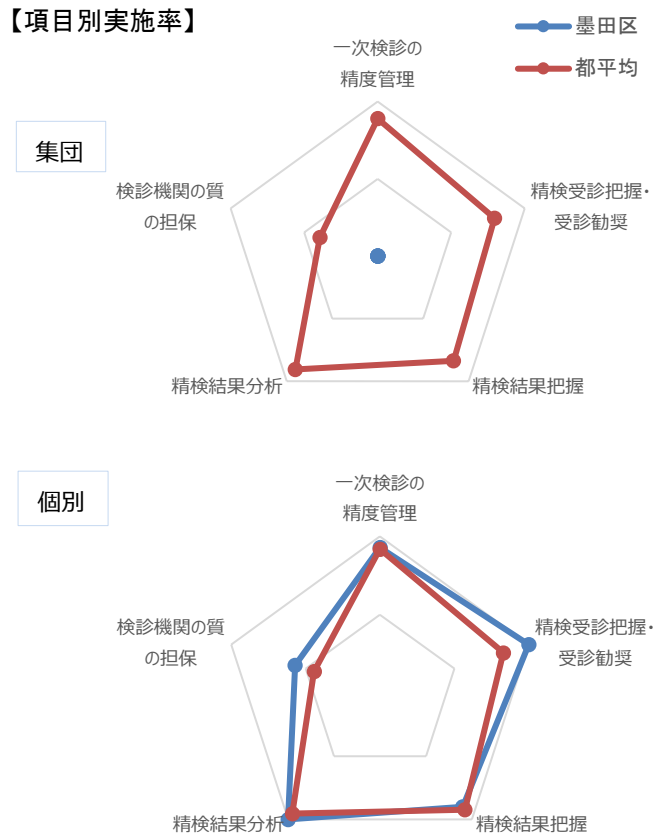 【項目別実施率】
墨田区
都平均
集団
一次検診の
精度管理
精検受診把握・
受診勧奨
精検結果把握
精検結果分析
検診機関の質
の担保
個別
一次検診の
精度管理
精検受診把握・
受診勧奨
精検結果把握
精検結果分析
検診機関の質
の担保